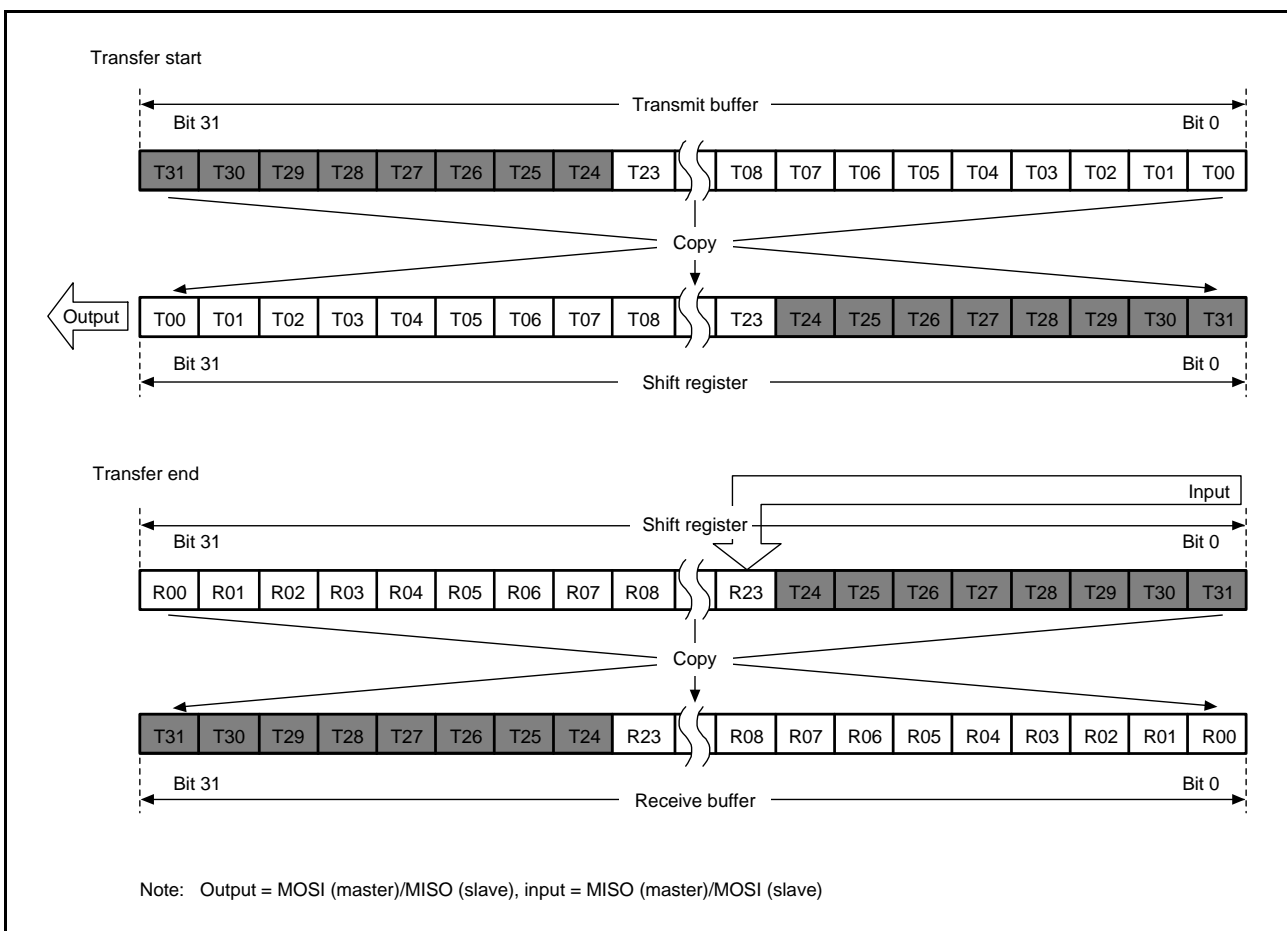 Transfer start
Transmit buffer
Bit 31 Bit 0
T31 T30 T29 T28 T27 T26 T25 T24 T23 T08 T07 T06 T05 T04 T03 T02 T01 T00
Copy
Output
T00 T01 T02 T03 T04 T05 T06 T07 T08 T23 T24 T25 T26 T27 T28 T29 T30 T31
Bit 31 Bit 0
Shift register
Transfer end
Input
Shift register
Bit 31 Bit 0
R00 R01 R02 R03 R04 R05 R06 R07 R08 R23 T24 T25 T26 T27 T28 T29 T30 T31
Copy
T31 T30 T29 T28 T27 T26 T25 T24 R23 R08 R07 R06 R05 R04 R03 R02 R01 R00
Bit 31 Bit 0
Receive buffer
Note: Output = MOSI (master)/MISO (slave), input = MISO (master)/MOSI (slave)